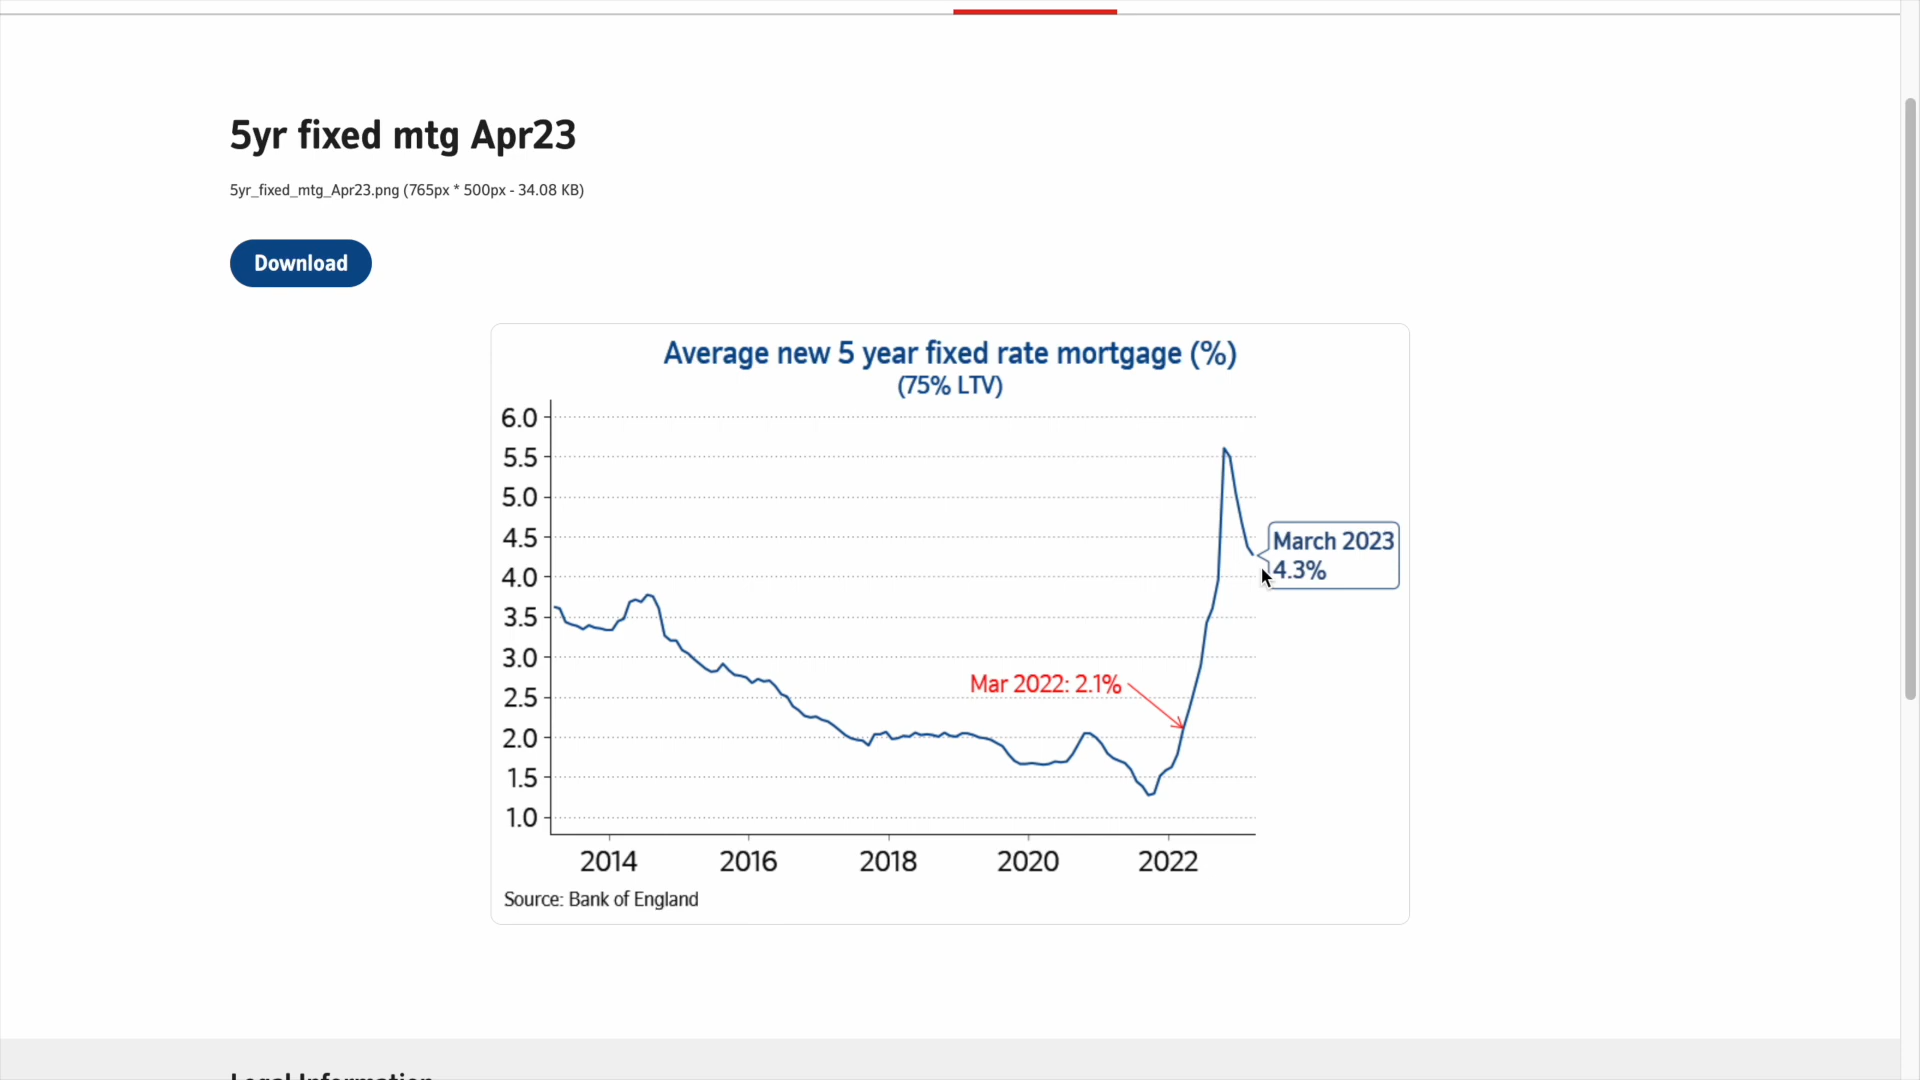 5yr fixed mtg Apr23
5yr_fixed_mtg_Apr23.png (765px * 500px - 34.08 KB)
Download
Average new 5 year fixed rate mortgage (%)
(75% LTV)
6.0
5.5
5.0
4.5
4.0
3.5
3.0
2.5
2.0
1.5
1.0
March 2023
4.3%
Mar 2022: 2.1%
2014 2016 2018 2020 2022
Source: Bank of England
Legal Information